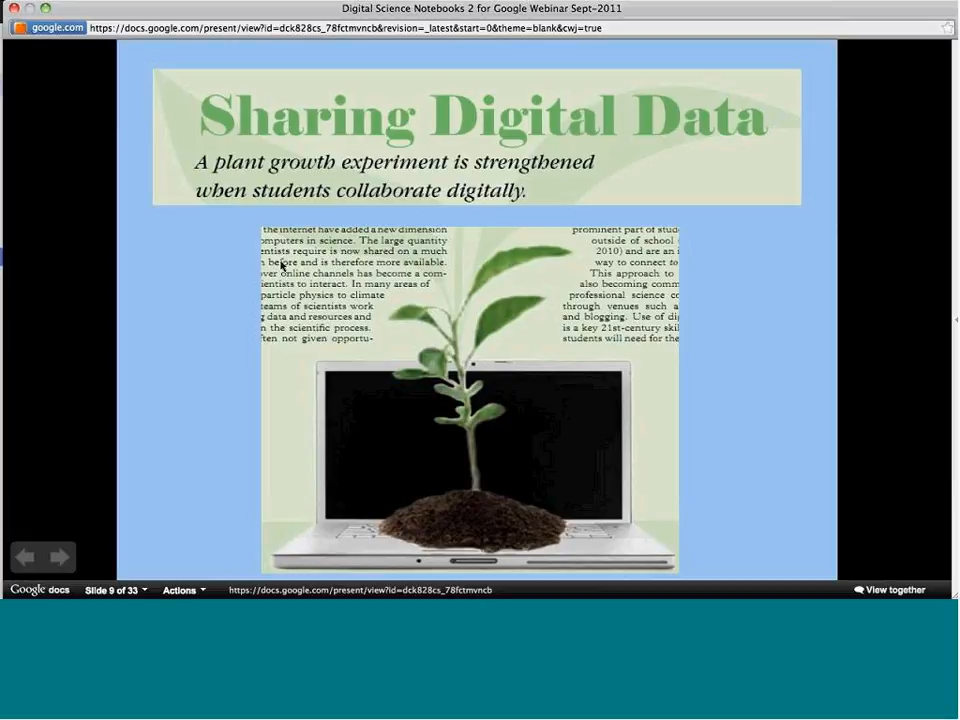 Digital Science Notebooks 2 for Google Webinar Sept-2011
google.com https://docs.google.com/present/view?id=dck828cs_78fctmvncb&revision=_latest&start=0&theme=blank&cwj=true
Sharing Digital Data
A plant growth experiment is strengthened
when students collaborate digitally.
the internet have added a new dimension
omputers in science. The large quantity
entists require is now shared on a much
before and is therefore more available.
over online channels has become a com-
ientists to interact. In many areas of
particle physics to climate
teams of scientists work
g data and resources and
n the scientific process.
ften not given opportu-
prominent part of stud
outside of school
2010) and are an i
way to connect to
This approach to
also becoming comm
professional science co
through venues such a
and blogging. Use of di
is a key 21st-century skil
students will need for the
Google docs Slide 9 of 33 Actions https://docs.google.com/present/view?id=dck828cs_78fctmvncb View together